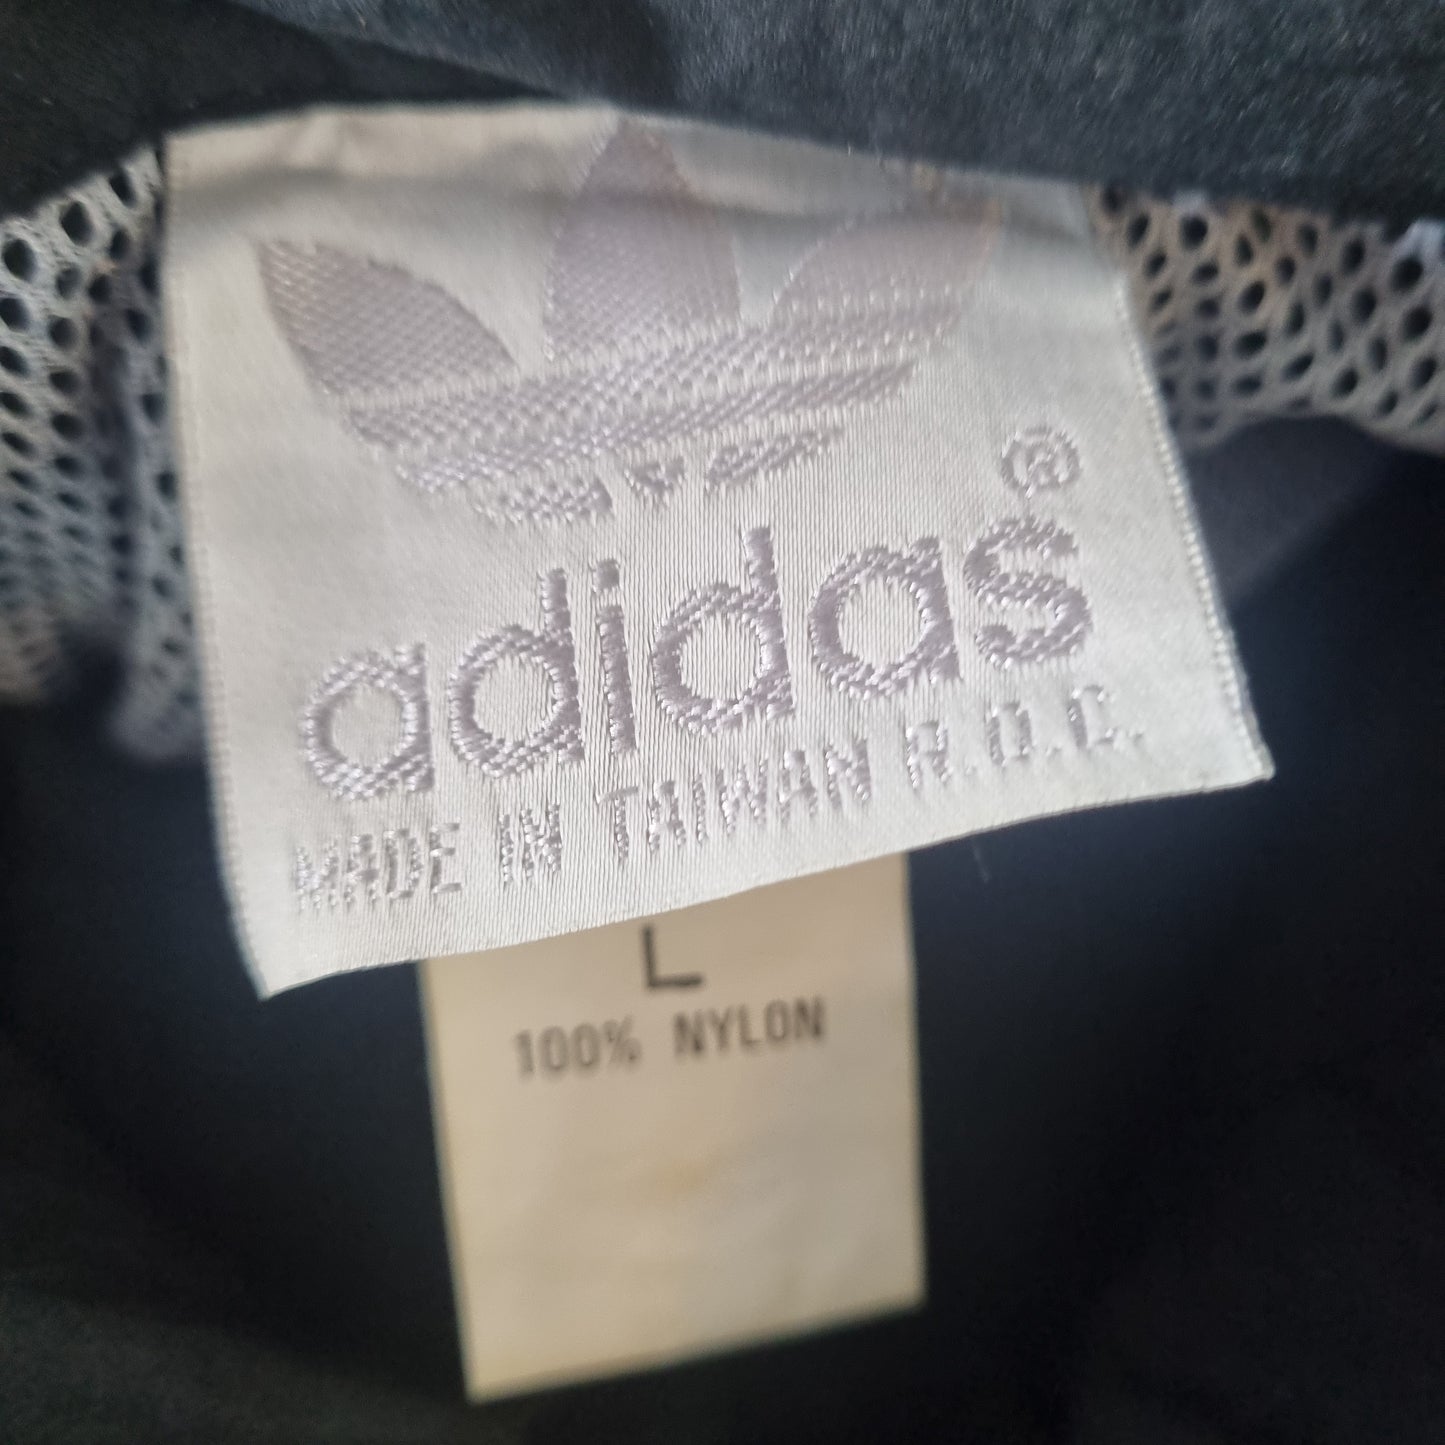 ®
adidas
MADE IN TAIWAN R.O.C.
L
100% NYLON